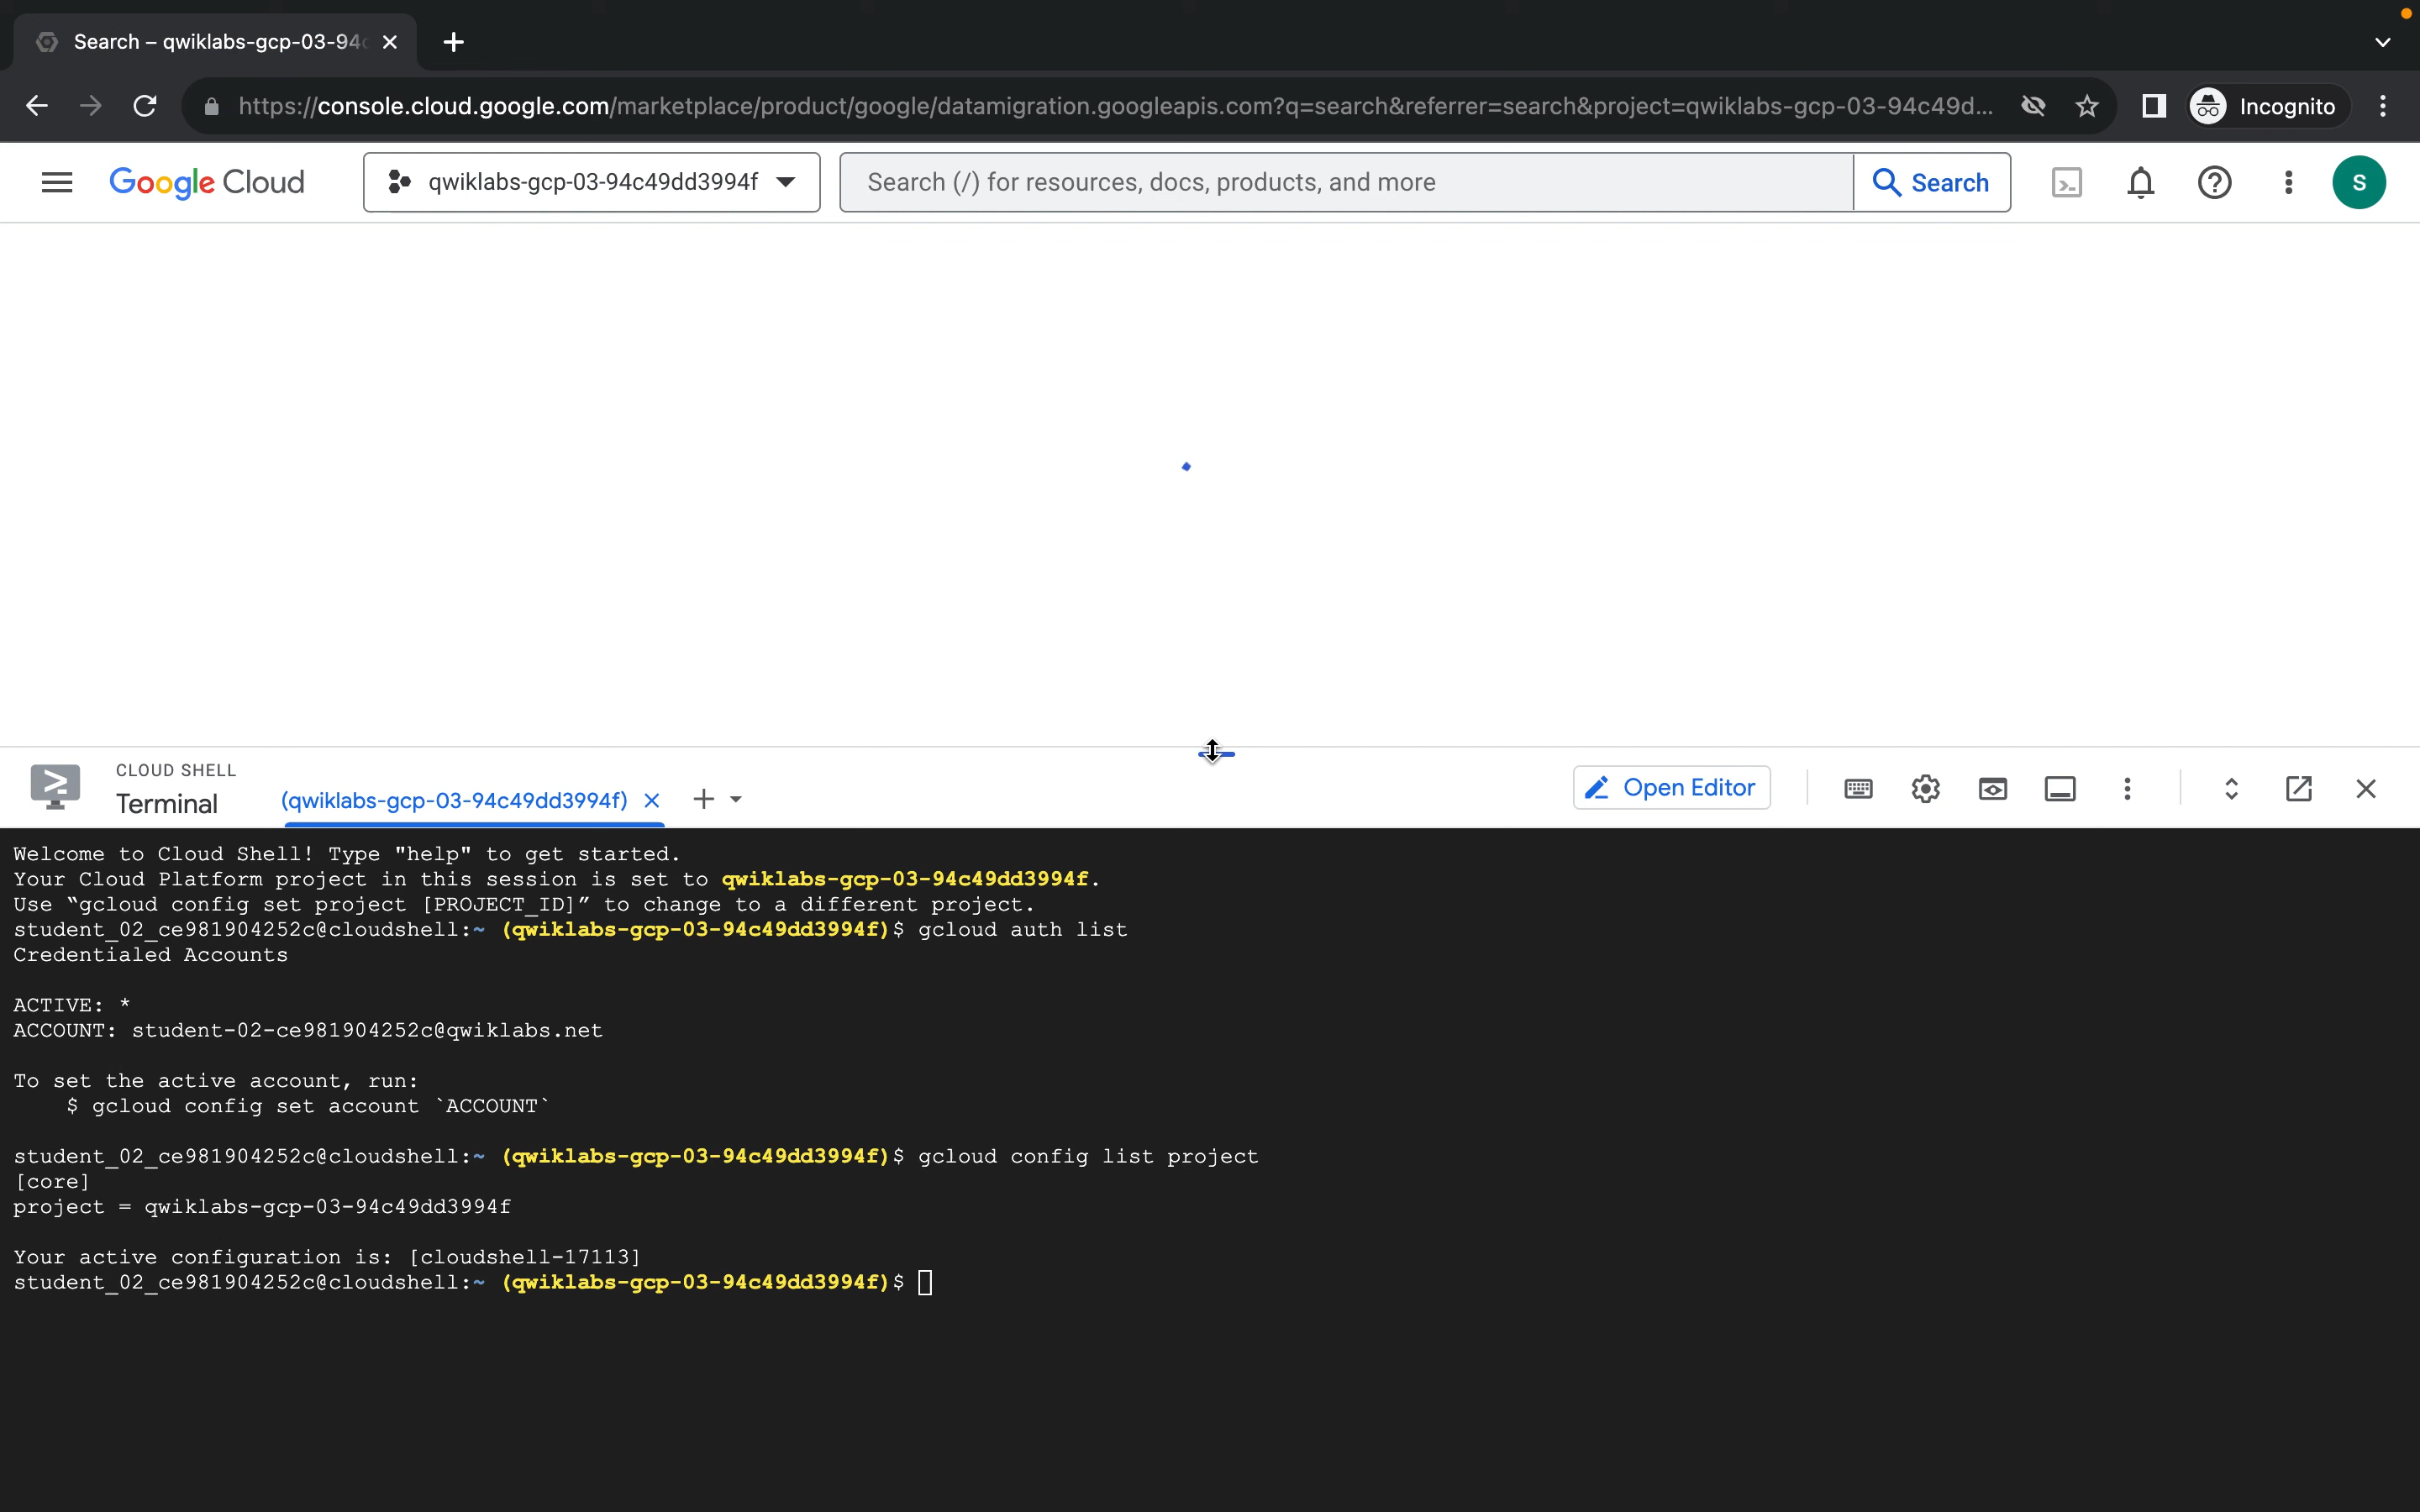 Search – qwiklabs-gcp-03-94c
https://console.cloud.google.com/marketplace/product/google/datamigration.googleapis.com?q=search&referrer=search&project=qwiklabs-gcp-03-94c49d...
Incognito
Google Cloud
qwiklabs-gcp-03-94c49dd3994f
Search (/) for resources, docs, products, and more
Search
S
CLOUD SHELL
Terminal
(qwiklabs-gcp-03-94c49dd3994f)
Open Editor
Welcome to Cloud Shell! Type "help" to get started.
Your Cloud Platform project in this session is set to qwiklabs-gcp-03-94c49dd3994f.
Use “gcloud config set project [PROJECT_ID]” to change to a different project.
student_02_ce981904252c@cloudshell:~ (qwiklabs-gcp-03-94c49dd3994f)$ gcloud auth list
Credentialed Accounts
ACTIVE: *
ACCOUNT: student-02-ce981904252c@qwiklabs.net
To set the active account, run:
$ gcloud config set account `ACCOUNT`
student_02_ce981904252c@cloudshell:~ (qwiklabs-gcp-03-94c49dd3994f)$ gcloud config list project
[core]
project = qwiklabs-gcp-03-94c49dd3994f
Your active configuration is: [cloudshell-17113]
student_02_ce981904252c@cloudshell:~ (qwiklabs-gcp-03-94c49dd3994f)$